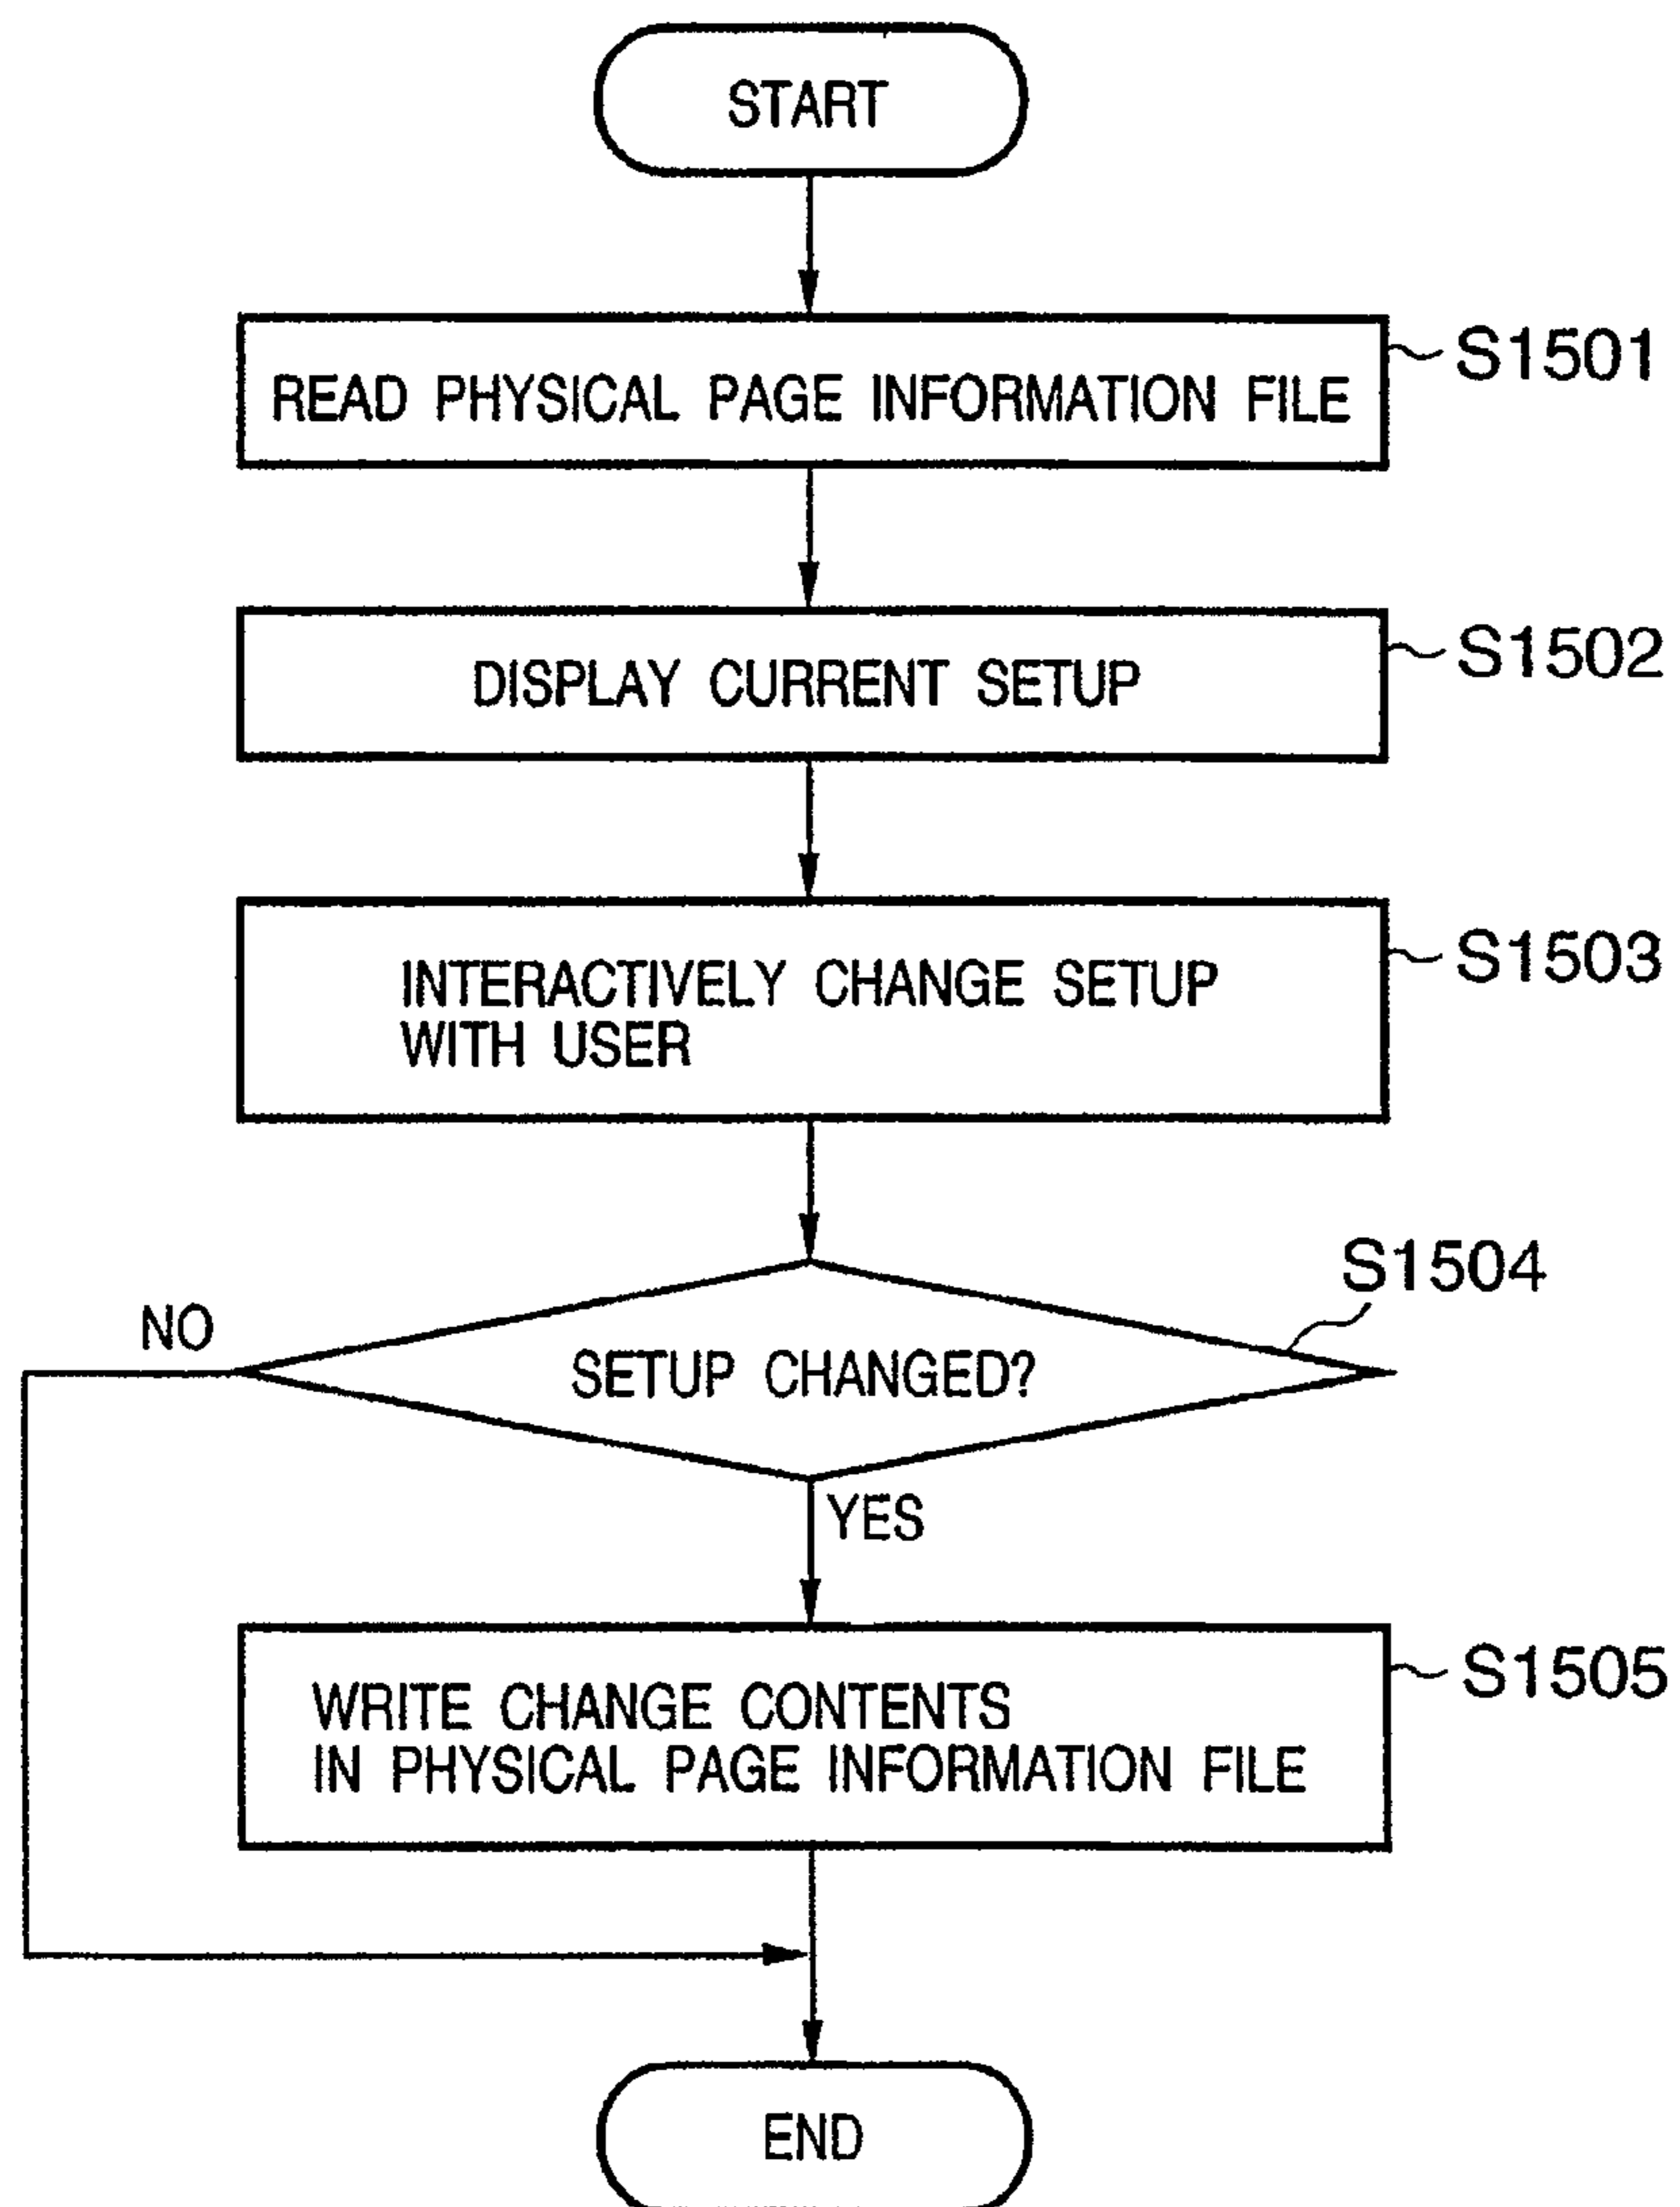 START
READ PHYSICAL PAGE INFORMATION FILE
S1501
DISPLAY CURRENT SETUP
S1502
INTERACTIVELY CHANGE SETUP
WITH USER
S1503
S1504
NO
SETUP CHANGED?
YES
WRITE CHANGE CONTENTS
IN PHYSICAL PAGE INFORMATION FILE
S1505
END